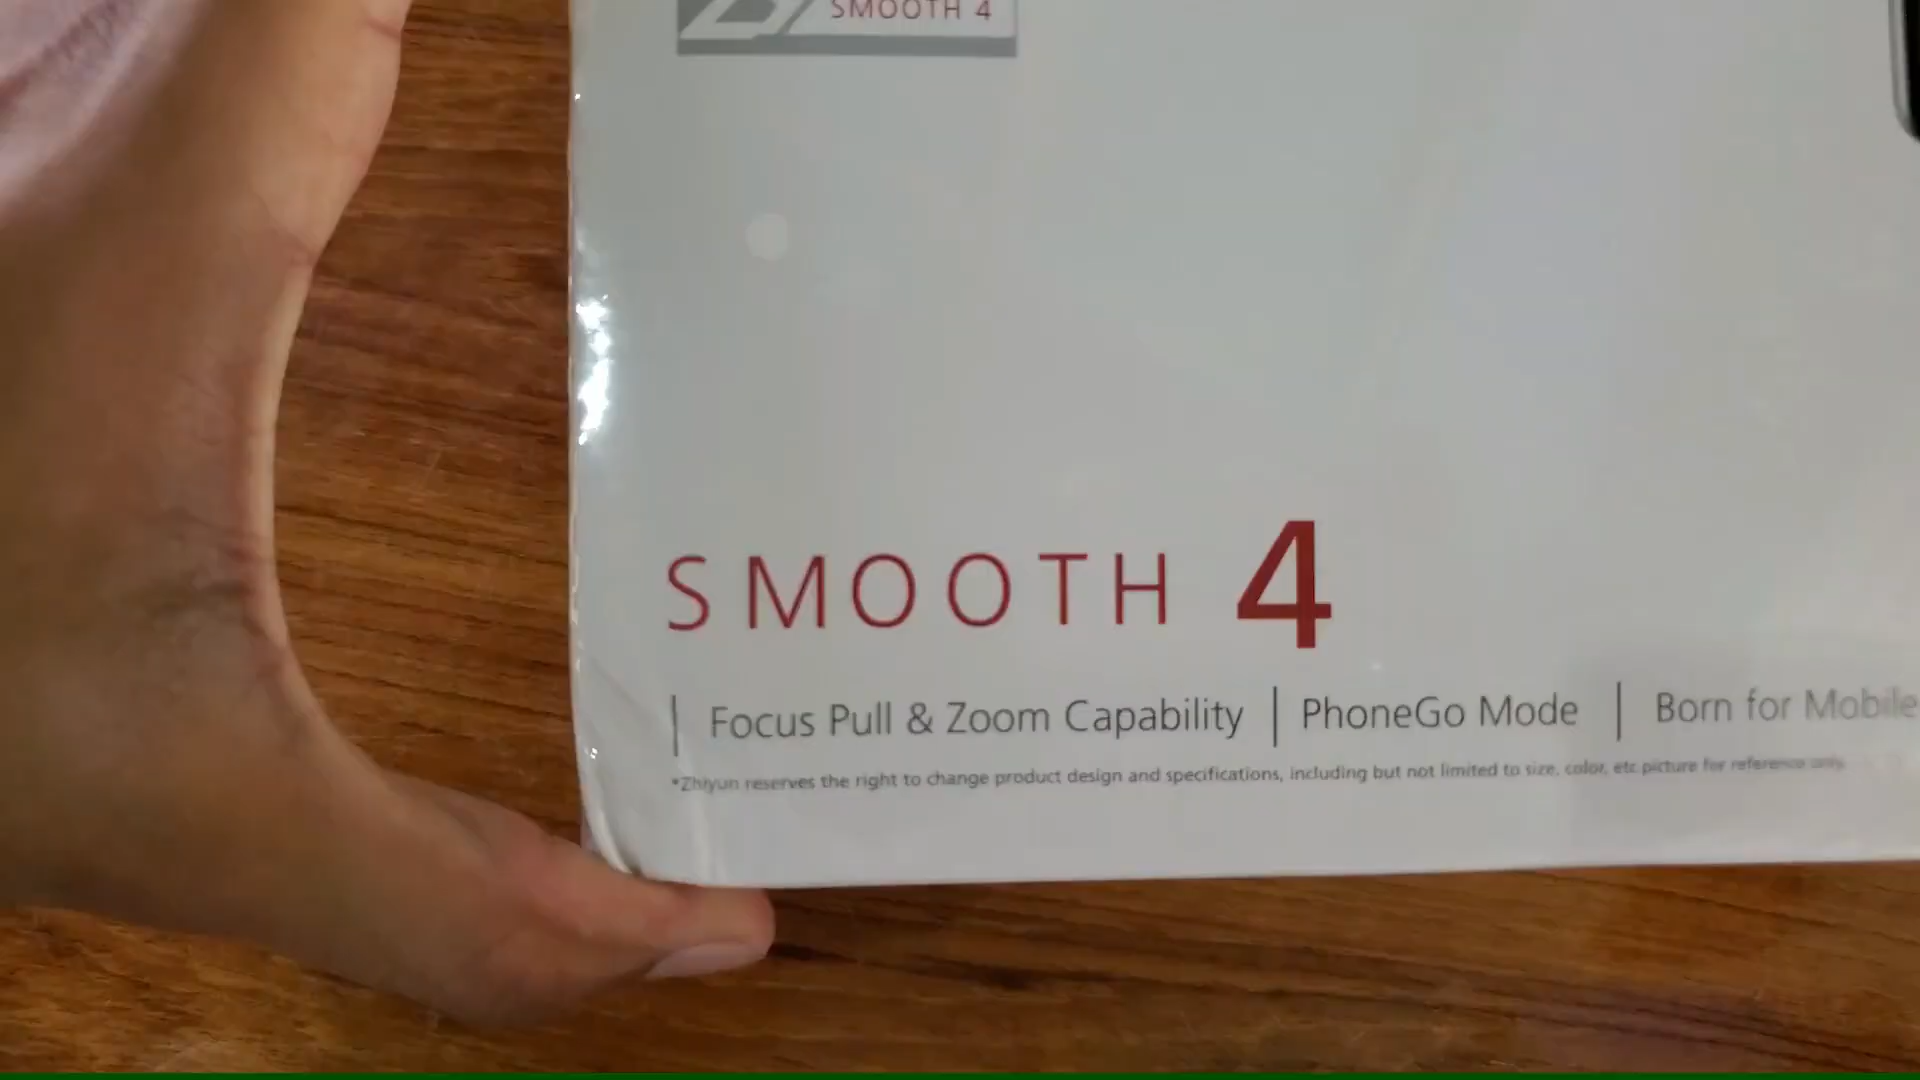 SMOOTH 4
SMOOTH 4
| Focus Pull & Zoom Capability | PhoneGo Mode | Born for Mobile
*Zhiyun reserves the right to change product design and specifications, including but not limited to size, color, etc picture for reference only.